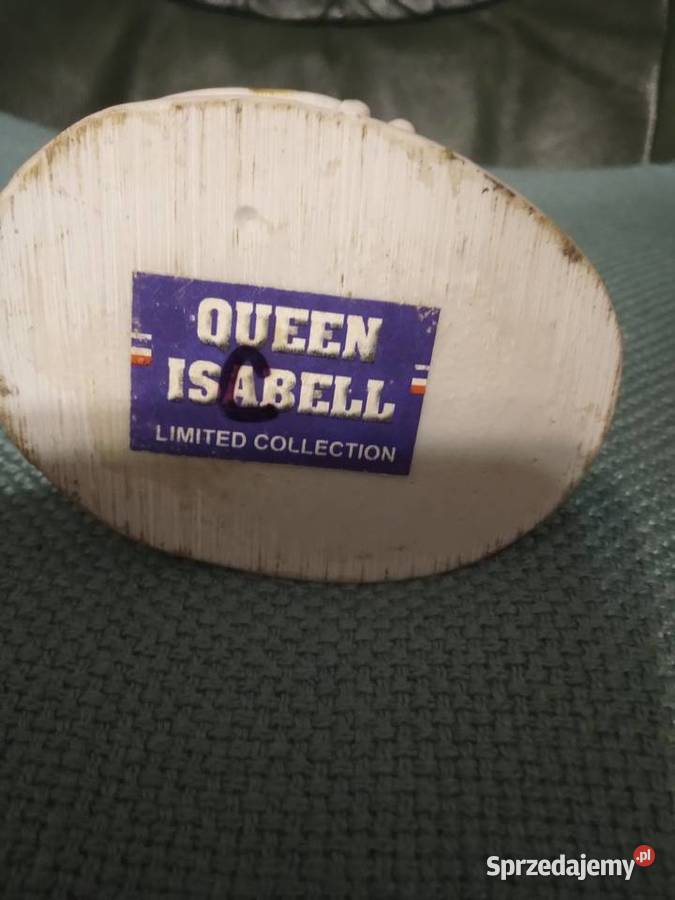 QUEEN
ISABELL
LIMITED COLLECTION
C
Sprzedajemy.pl